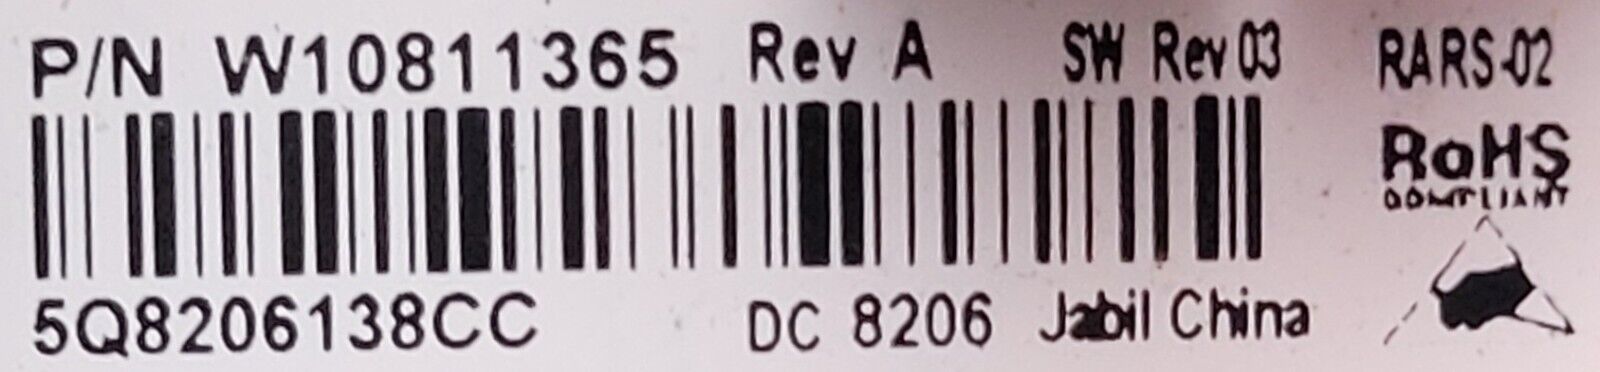 P/N W10811365 Rev A SW Rev 03 RARS-02
RoHS
COMPLIANT
5Q8206138CC DC 8206 Jabil China